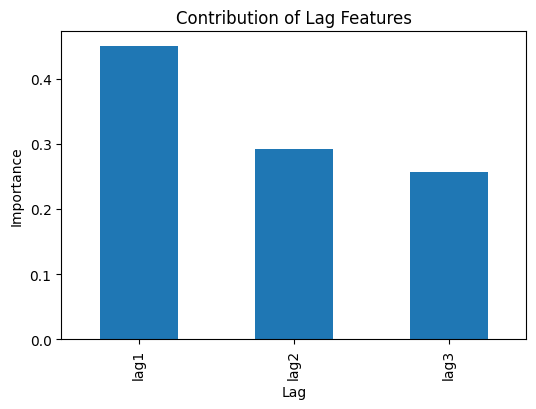 Contribution of Lag Features
Importance
0.4
0.3
0.2
0.1
0.0
lag1
lag2
lag3
Lag